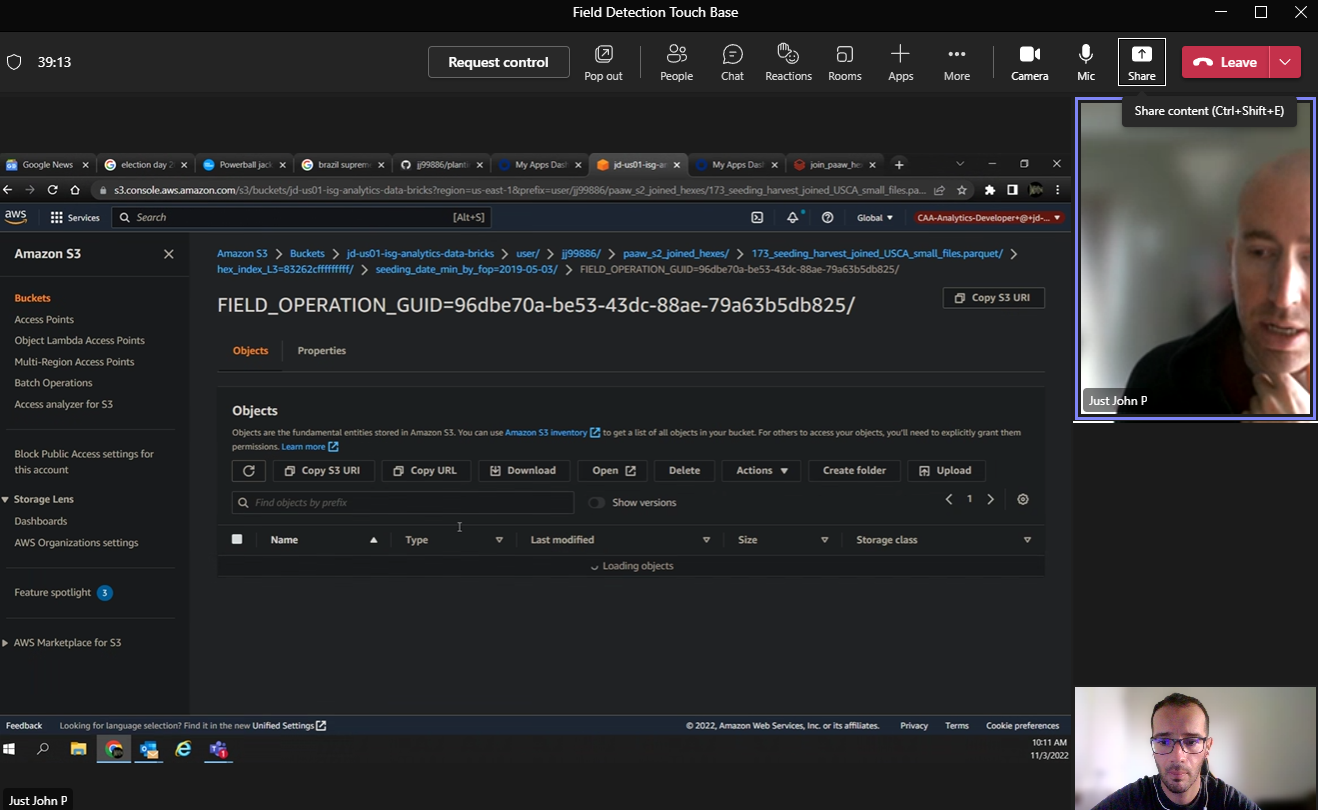 Field Detection Touch Base
39:13
Request control
Pop out
People
Chat
Reactions
Rooms
Apps
More
Camera
Mic
Share
Leave
Share content (Ctrl+Shift+E)
Google News
election day 2
Powerball jack
brazil suprem
jj99886/planti
My Apps Dash
jd-us01-isg-an
My Apps Dash
join_paaw_he
s3.console.aws.amazon.com/s3/buckets/jd-us01-isg-analytics-data-bricks?region=us-east-1&prefix=user/jj99886/paaw_s2_joined_hexes/173_seeding_harvest_joined_USCA_small_files.pa...
aws
Services
Search
[Alt+S]
Global
CAA-Analytics-Developer+@+jd-...
Amazon S3
Buckets
Access Points
Object Lambda Access Points
Multi-Region Access Points
Batch Operations
Access analyzer for S3
Block Public Access settings for
this account
Storage Lens
Dashboards
AWS Organizations settings
Feature spotlight 3
AWS Marketplace for S3
Amazon S3 > Buckets > jd-us01-isg-analytics-data-bricks > user/ > jj99886/ > paaw_s2_joined_hexes/ > 173_seeding_harvest_joined_USCA_small_files.parquet/ >
hex_index_L3=83262cfffffffff/ > seeding_date_min_by_fop=2019-05-03/ > FIELD_OPERATION_GUID=96dbe70a-be53-43dc-88ae-79a63b5db825/
FIELD_OPERATION_GUID=96dbe70a-be53-43dc-88ae-79a63b5db825/
Copy S3 URI
Objects
Properties
Objects
Objects are the fundamental entities stored in Amazon S3. You can use Amazon S3 inventory to get a list of all objects in your bucket. For others to access your objects, you'll need to explicitly grant them
permissions. Learn more
Copy S3 URI
Copy URL
Download
Open
Delete
Actions
Create folder
Upload
Find objects by prefix
Show versions
1
Name
Type
Last modified
Size
Storage class
Loading objects
Feedback
Looking for language selection? Find it in the new Unified Settings
© 2022, Amazon Web Services, Inc. or its affiliates.
Privacy
Terms
Cookie preferences
10:11 AM
11/3/2022
Just John P
Just John P